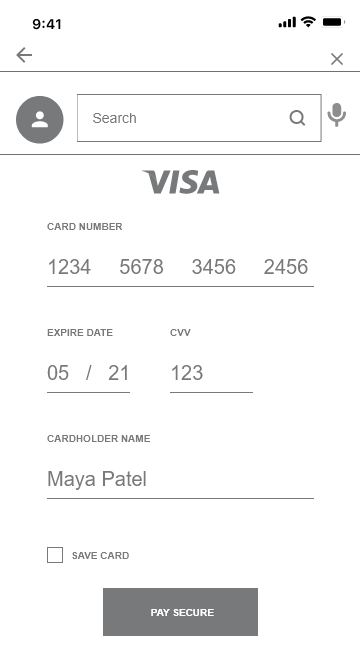 9:41
Search
VISA
CARD NUMBER
1234 5678 3456 2456
EXPIRE DATE CVV
05 / 21 123
CARDHOLDER NAME
Maya Patel
SAVE CARD
PAY SECURE